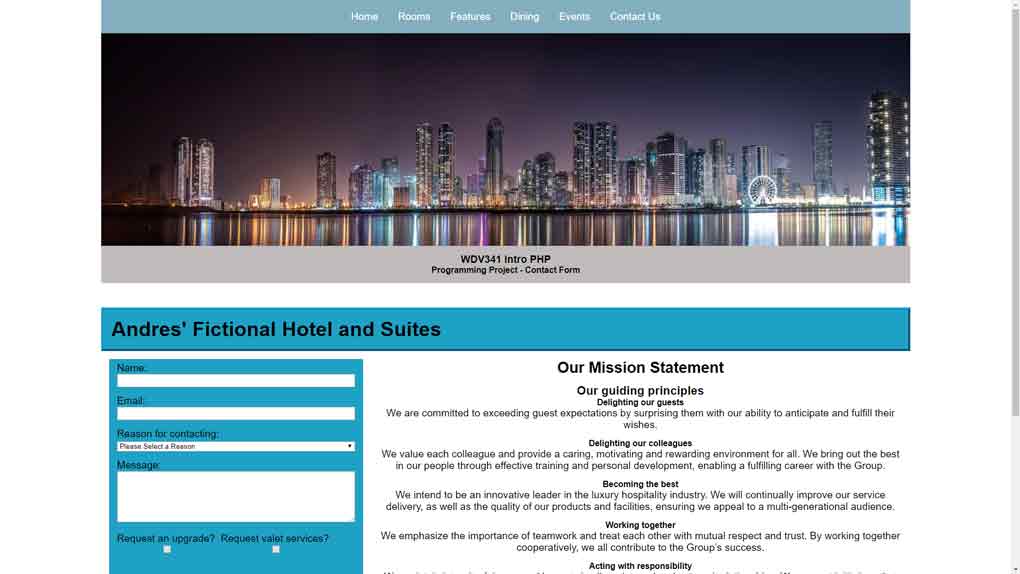 Home Rooms Features Dining Events Contact Us
WDV341 Intro PHP
Programming Project - Contact Form
Andres' Fictional Hotel and Suites
Name:
Email:
Reason for contacting:
Please Select a Reason
Message:
Request an upgrade? Request valet services?
Our Mission Statement
Our guiding principles
Delighting our guests
We are committed to exceeding guest expectations by surprising them with our ability to anticipate and fulfill their
wishes.
Delighting our colleagues
We value each colleague and provide a caring, motivating and rewarding environment for all. We bring out the best
in our people through effective training and personal development, enabling a fulfilling career with the Group.
Becoming the best
We intend to be an innovative leader in the luxury hospitality industry. We will continually improve our service
delivery, as well as the quality of our products and facilities, ensuring we appeal to a multi-generational audience.
Working together
We emphasize the importance of teamwork and treat each other with mutual respect and trust. By working together
cooperatively, we all contribute to the Group's success.
Acting with responsibility